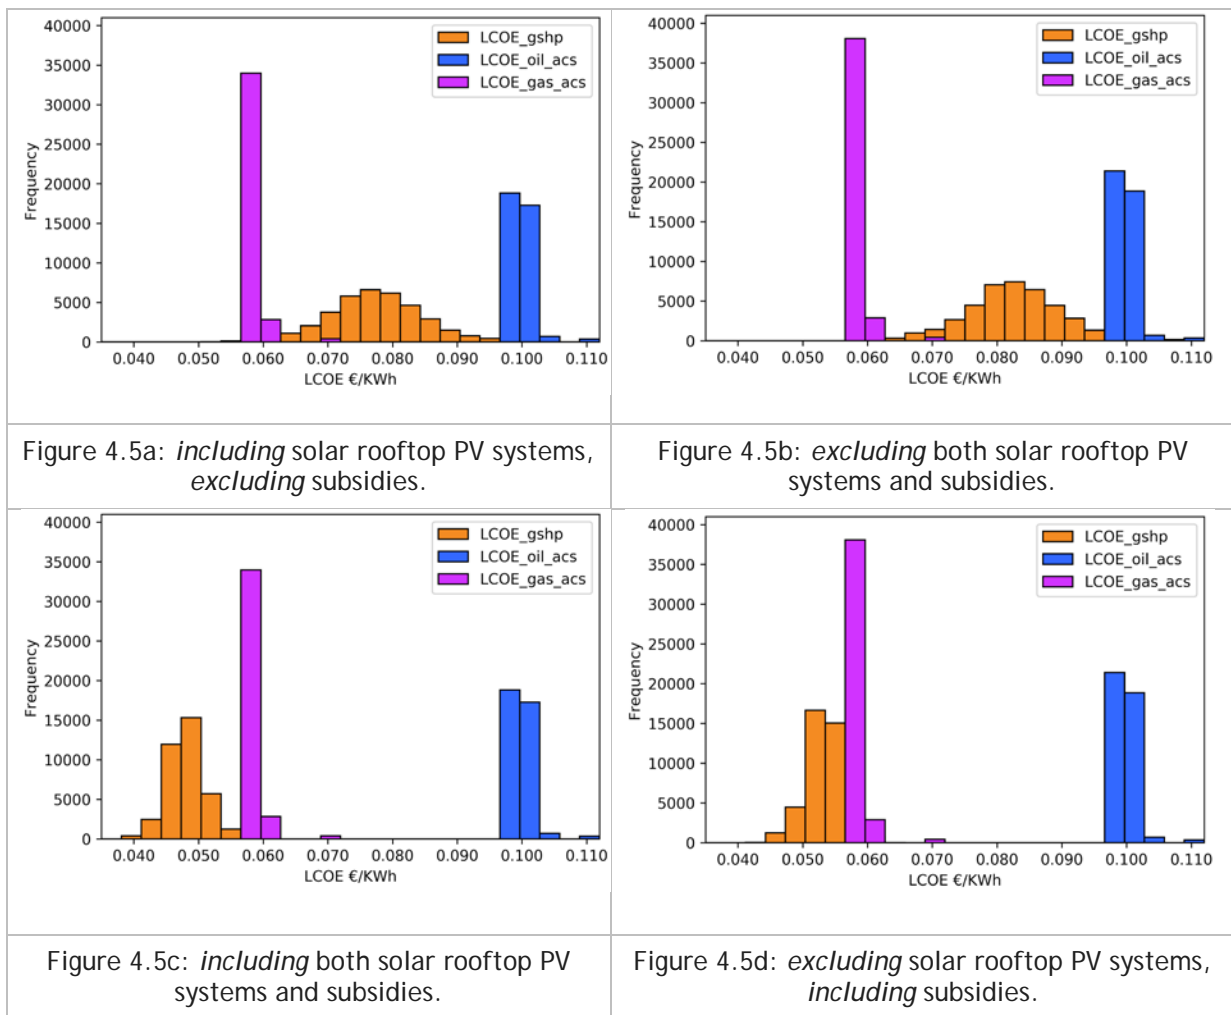 40000
35000
30000
25000
20000
15000
10000
5000
0
Frequency
LCOE_gshp
LCOE_oil_acs
LCOE_gas_acs
0.040 0.050 0.060 0.070 0.080 0.090 0.100 0.110
LCOE €/KWh
40000
35000
30000
25000
20000
15000
10000
5000
0
Frequency
LCOE_gshp
LCOE_oil_acs
LCOE_gas_acs
0.040 0.050 0.060 0.070 0.080 0.090 0.100 0.110
LCOE €/KWh
Figure 4.5a: including solar rooftop PV systems,
excluding subsidies.
Figure 4.5b: excluding both solar rooftop PV
systems and subsidies.
40000
35000
30000
25000
20000
15000
10000
5000
0
Frequency
LCOE_gshp
LCOE_oil_acs
LCOE_gas_acs
0.040 0.050 0.060 0.070 0.080 0.090 0.100 0.110
LCOE €/KWh
40000
35000
30000
25000
20000
15000
10000
5000
0
Frequency
LCOE_gshp
LCOE_oil_acs
LCOE_gas_acs
0.040 0.050 0.060 0.070 0.080 0.090 0.100 0.110
LCOE €/KWh
Figure 4.5c: including both solar rooftop PV
systems and subsidies.
Figure 4.5d: excluding solar rooftop PV systems,
including subsidies.